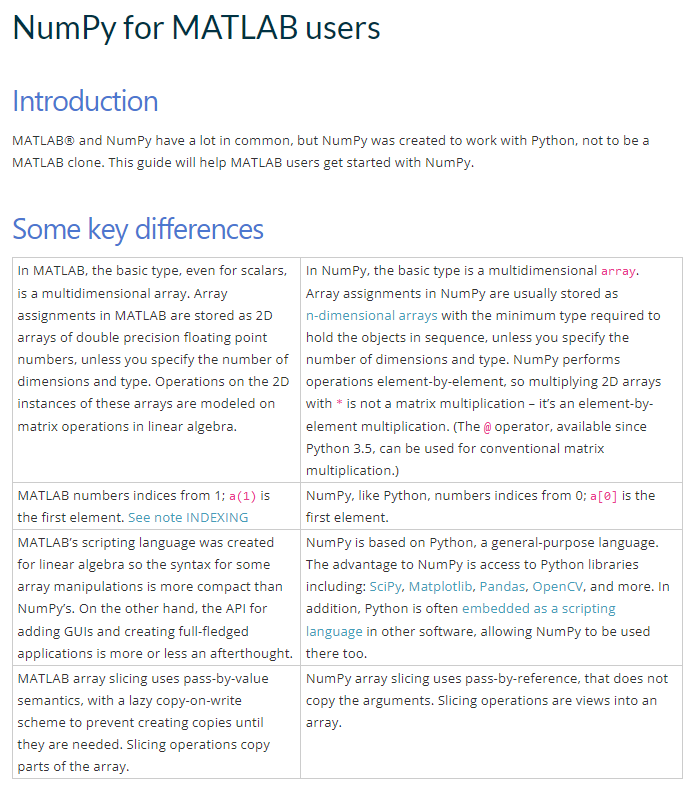 NumPy for MATLAB users
Introduction
MATLAB® and NumPy have a lot in common, but NumPy was created to work with Python, not to be a
MATLAB clone. This guide will help MATLAB users get started with NumPy.
Some key differences
In MATLAB, the basic type, even for scalars,
is a multidimensional array. Array
assignments in MATLAB are stored as 2D
arrays of double precision floating point
numbers, unless you specify the number of
dimensions and type. Operations on the 2D
instances of these arrays are modeled on
matrix operations in linear algebra.
In NumPy, the basic type is a multidimensional array.
Array assignments in NumPy are usually stored as
n-dimensional arrays with the minimum type required to
hold the objects in sequence, unless you specify the
number of dimensions and type. NumPy performs
operations element-by-element, so multiplying 2D arrays
with * is not a matrix multiplication – it’s an element-by-
element multiplication. (The @ operator, available since
Python 3.5, can be used for conventional matrix
multiplication.)
MATLAB numbers indices from 1; a(1) is
the first element. See note INDEXING
NumPy, like Python, numbers indices from 0; a[0] is the
first element.
MATLAB’s scripting language was created
for linear algebra so the syntax for some
array manipulations is more compact than
NumPy’s. On the other hand, the API for
adding GUIs and creating full-fledged
applications is more or less an afterthought.
NumPy is based on Python, a general-purpose language.
The advantage to NumPy is access to Python libraries
including: SciPy, Matplotlib, Pandas, OpenCV, and more. In
addition, Python is often embedded as a scripting
language in other software, allowing NumPy to be used
there too.
MATLAB array slicing uses pass-by-value
semantics, with a lazy copy-on-write
scheme to prevent creating copies until
they are needed. Slicing operations copy
parts of the array.
NumPy array slicing uses pass-by-reference, that does not
copy the arguments. Slicing operations are views into an
array.